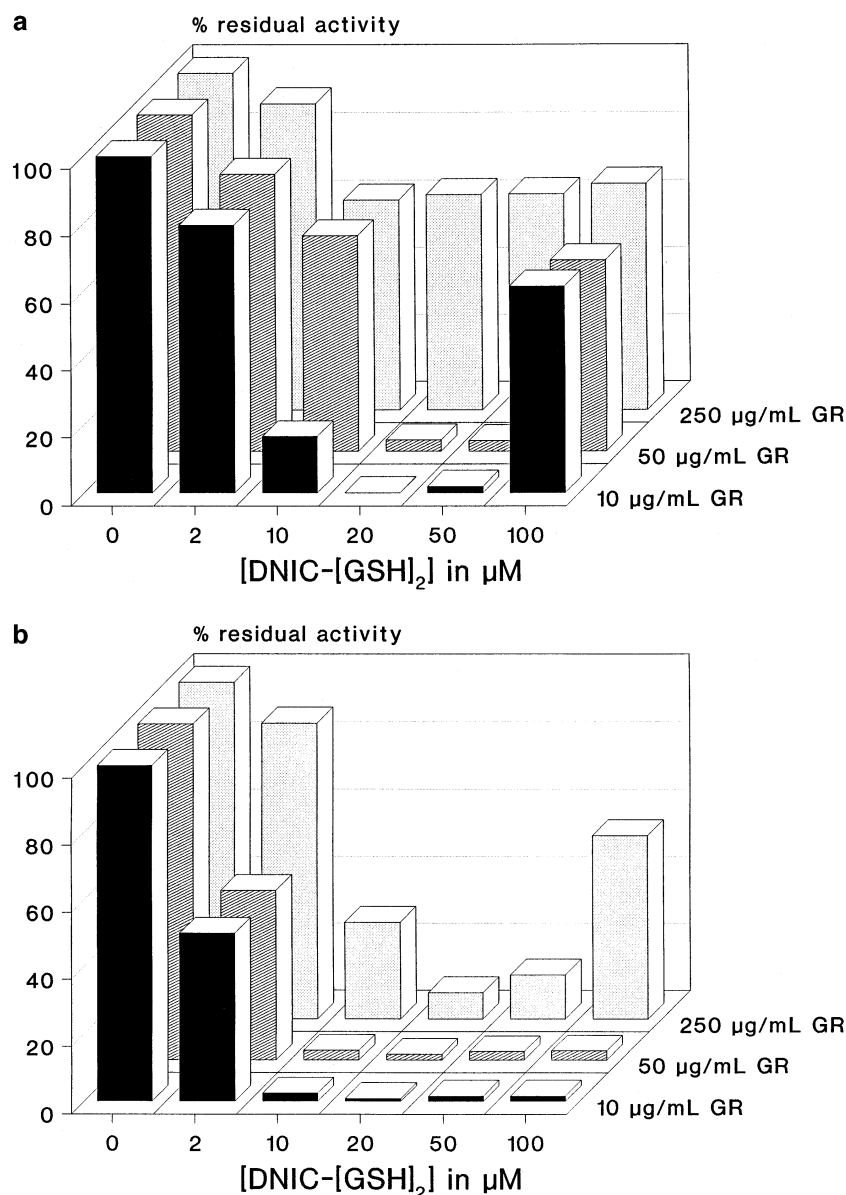 a
% residual activity
100
80
60
40
20
0
250 µg/mL GR
50 µg/mL GR
10 µg/mL GR
0 2 10 20 50 100
[DNIC-[GSH]₂] in µM
b
% residual activity
100
80
60
40
20
0
250 µg/mL GR
50 µg/mL GR
10 µg/mL GR
0 2 10 20 50 100
[DNIC-[GSH]₂] in µM